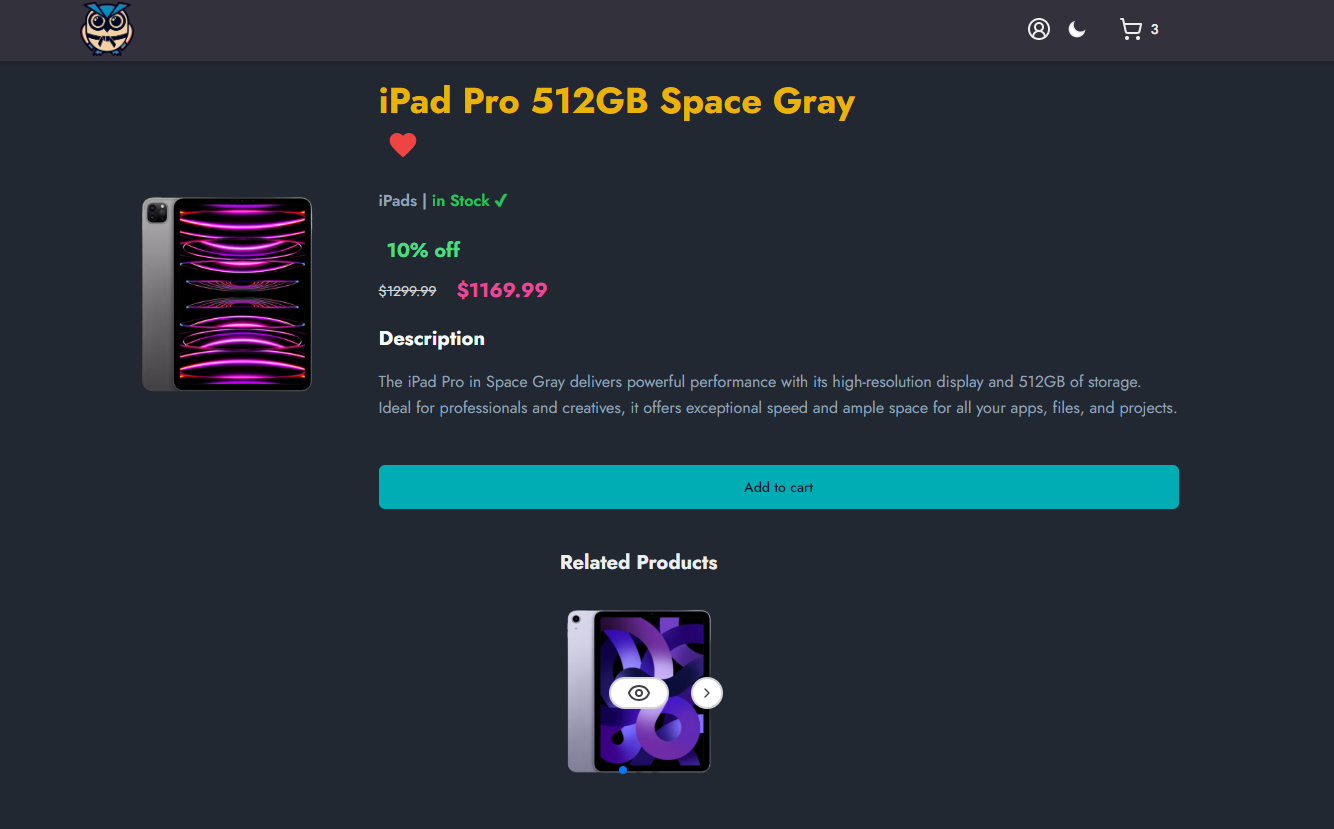 3
iPad Pro 512GB Space Gray
iPads | in Stock ✔
10% off
$1299.99 $1169.99
Description
The iPad Pro in Space Gray delivers powerful performance with its high-resolution display and 512GB of storage.
Ideal for professionals and creatives, it offers exceptional speed and ample space for all your apps, files, and projects.
Add to cart
Related Products